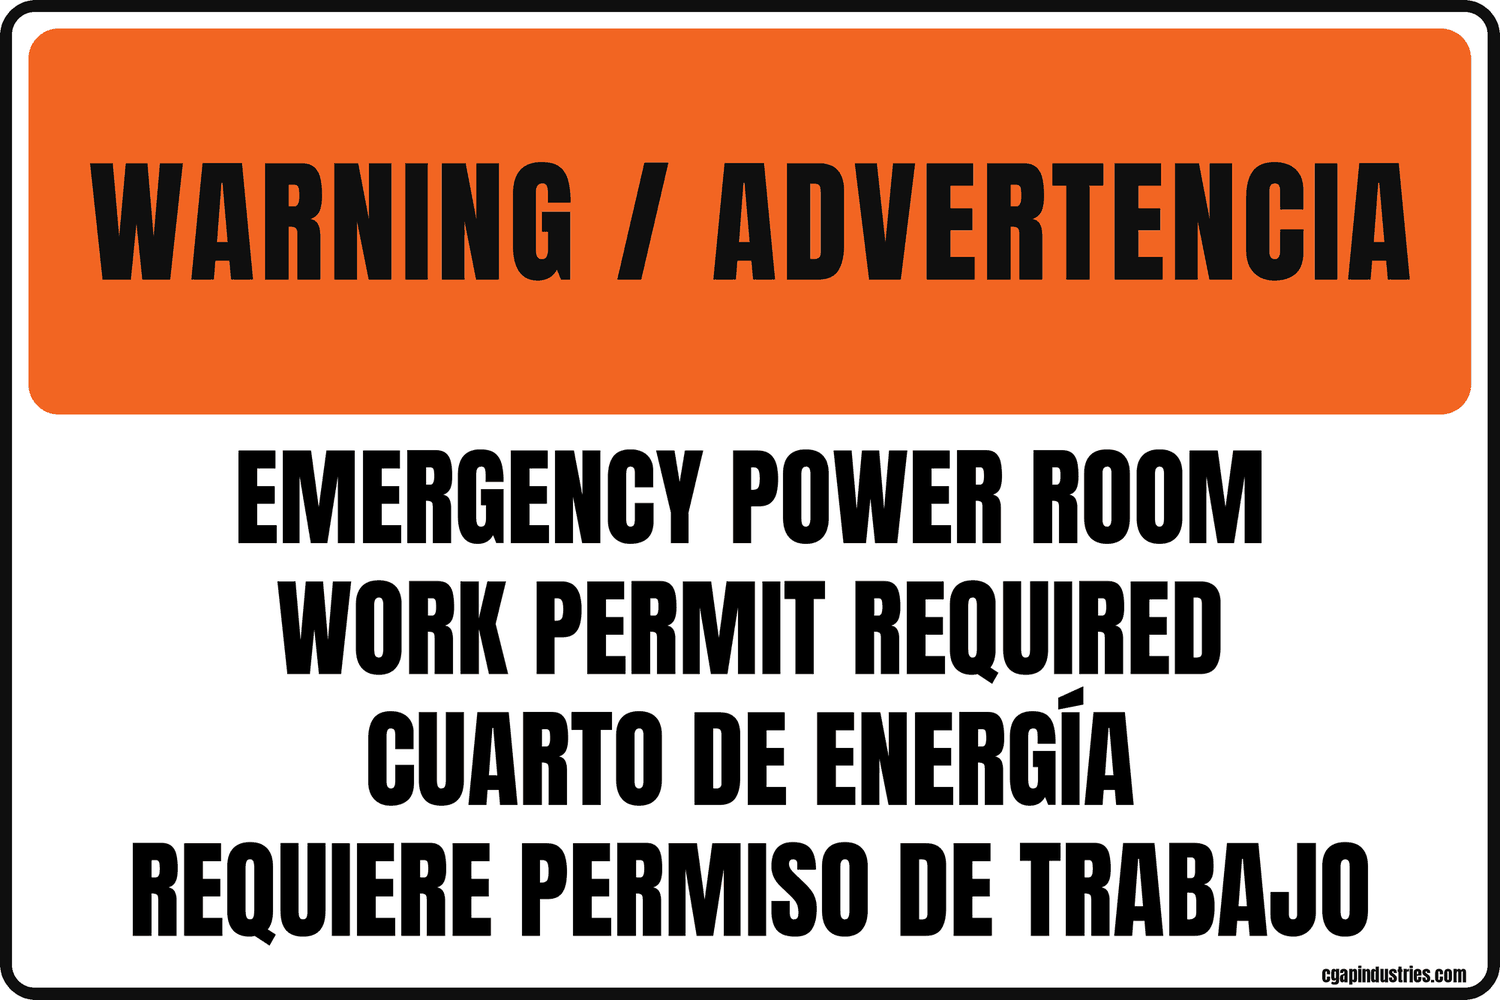 WARNING / ADVERTENCIA
EMERGENCY POWER ROOM
WORK PERMIT REQUIRED
CUARTO DE ENERGÍA
REQUIERE PERMISO DE TRABAJO
cgapindustries.com